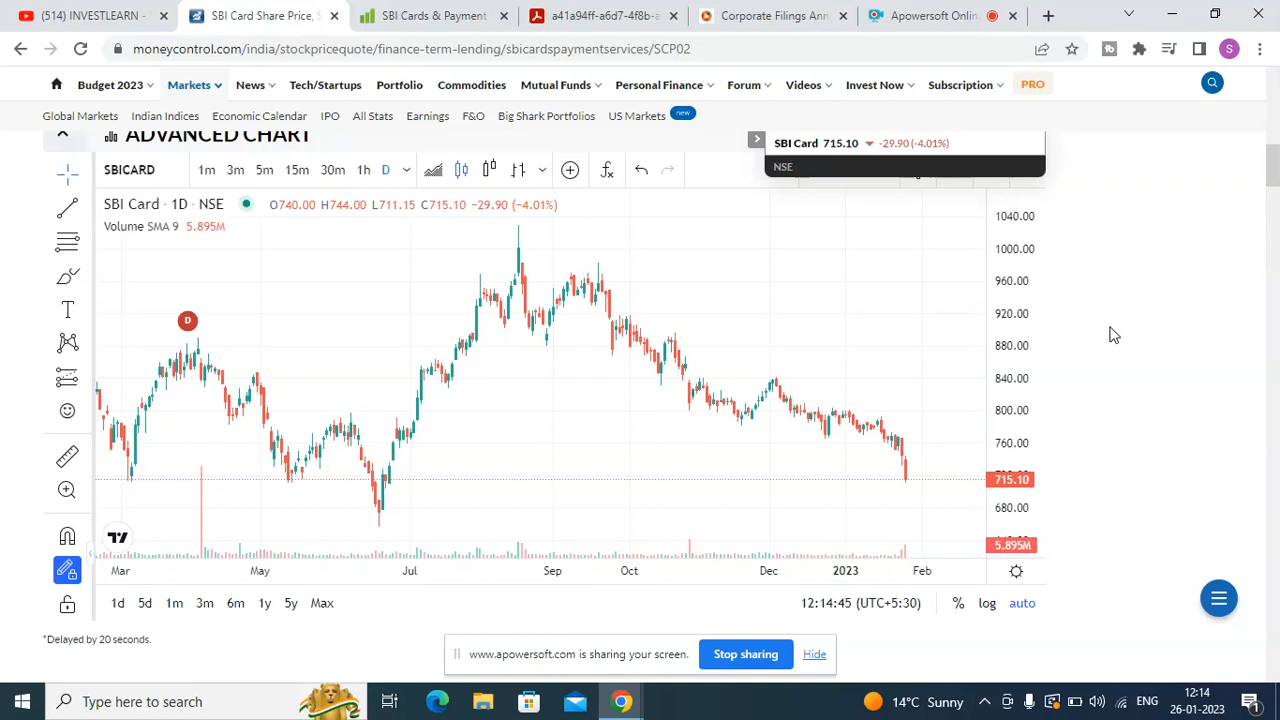 (514) INVESTLEARN -
SBI Card Share Price, S
SBI Cards & Payment
a41a94ff-a6d7-4f8b-a
Corporate Filings Ann
Apowersoft Onlin
moneycontrol.com/india/stockpricequote/finance-term-lending/sbicardspaymentservices/SCP02
S
Budget 2023 Markets News Tech/Startups Portfolio Commodities Mutual Funds Personal Finance Forum Videos Invest Now Subscription PRO
Global Markets Indian Indices Economic Calendar IPO All Stats Earnings F&O Big Shark Portfolios US Markets new
ADVANCED CHART
SBI Card 715.10 -29.90 (-4.01%)
NSE
SBICARD 1m 3m 5m 15m 30m 1h D
SBI Card · 1D · NSE O740.00 H744.00 L711.15 C715.10 -29.90 (-4.01%)
Volume SMA 9 5.895M
1040.00
1000.00
960.00
920.00
D
880.00
840.00
800.00
760.00
715.10
680.00
5.895M
Mar May Jul Sep Oct Dec 2023 Feb
1d 5d 1m 3m 6m 1y 5y Max 12:14:45 (UTC+5:30) % log auto
*Delayed by 20 seconds.
www.apowersoft.com is sharing your screen. Stop sharing Hide
Type here to search
14°C Sunny
ENG
12:14
26-01-2023
1